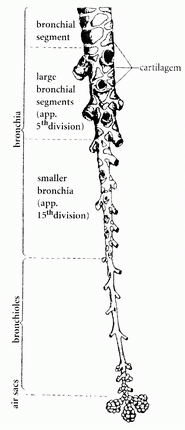 bronchial
segment
cartilagem
large
bronchial
segments
(app.
5th division)
smaller
bronchia
(app.
15th division)
bronchia
bronchioles
air sacs